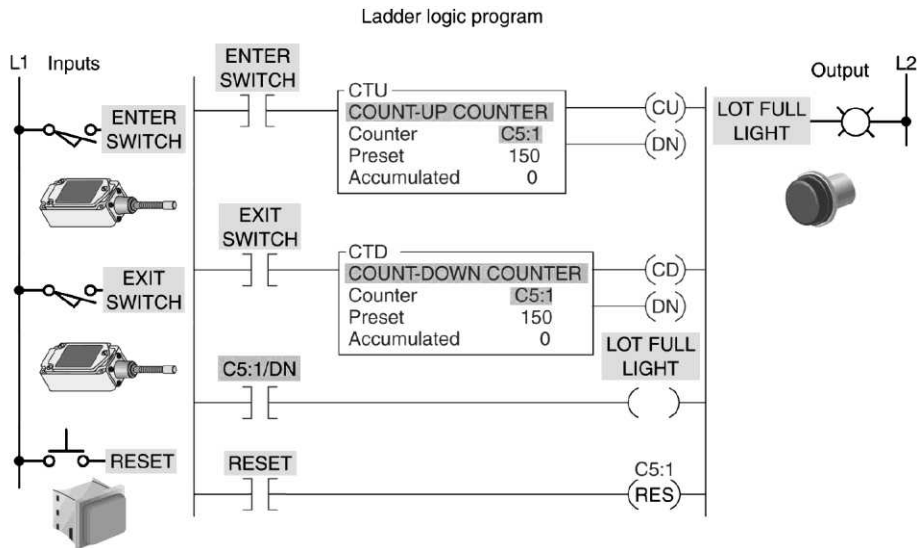 Ladder logic program
L1 Inputs
ENTER
SWITCH
EXIT
SWITCH
RESET
ENTER
SWITCH
CTU
COUNT-UP COUNTER
Counter C5:1
Preset 150
Accumulated 0
CU
DN
EXIT
SWITCH
CTD
COUNT-DOWN COUNTER
Counter C5:1
Preset 150
Accumulated 0
CD
DN
C5:1/DN
LOT FULL
LIGHT
RESET
C5:1
RES
Output L2
LOT FULL
LIGHT